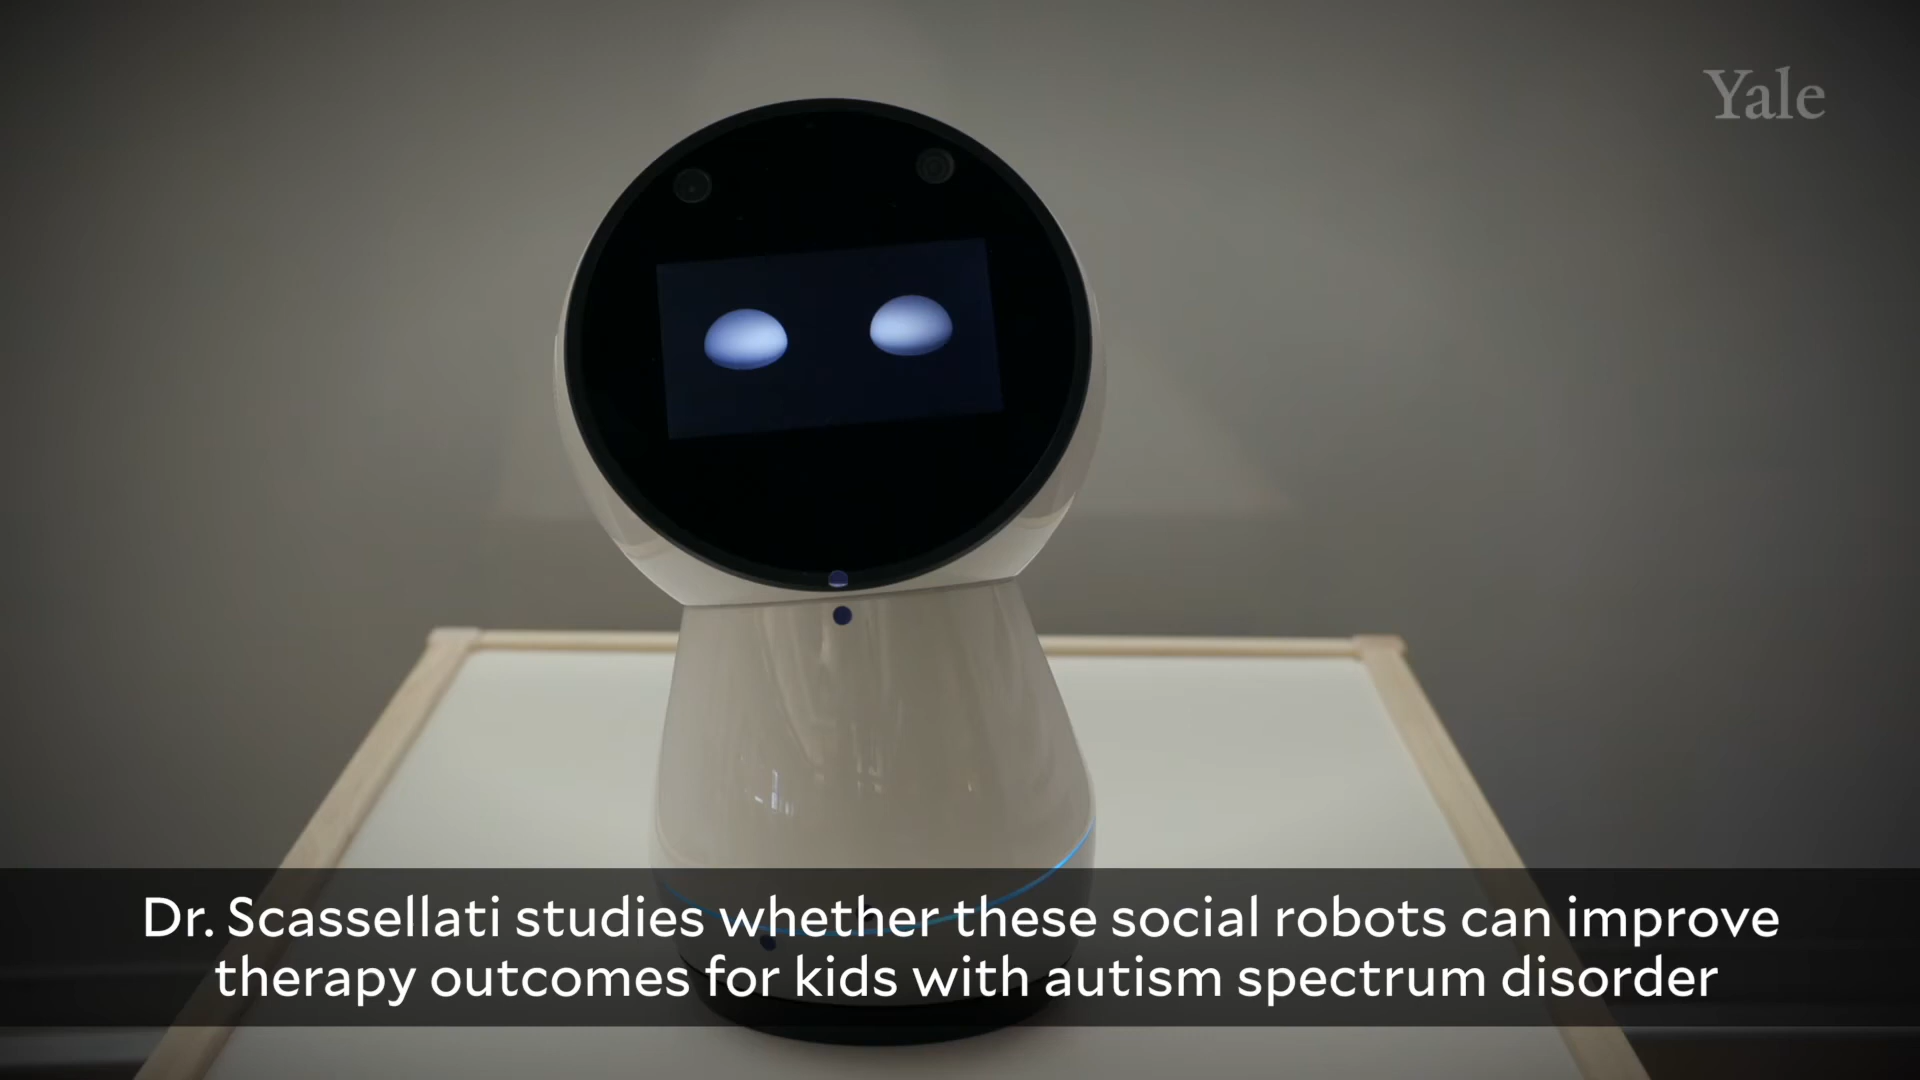 Yale
Dr. Scassellati studies whether these social robots can improve
therapy outcomes for kids with autism spectrum disorder